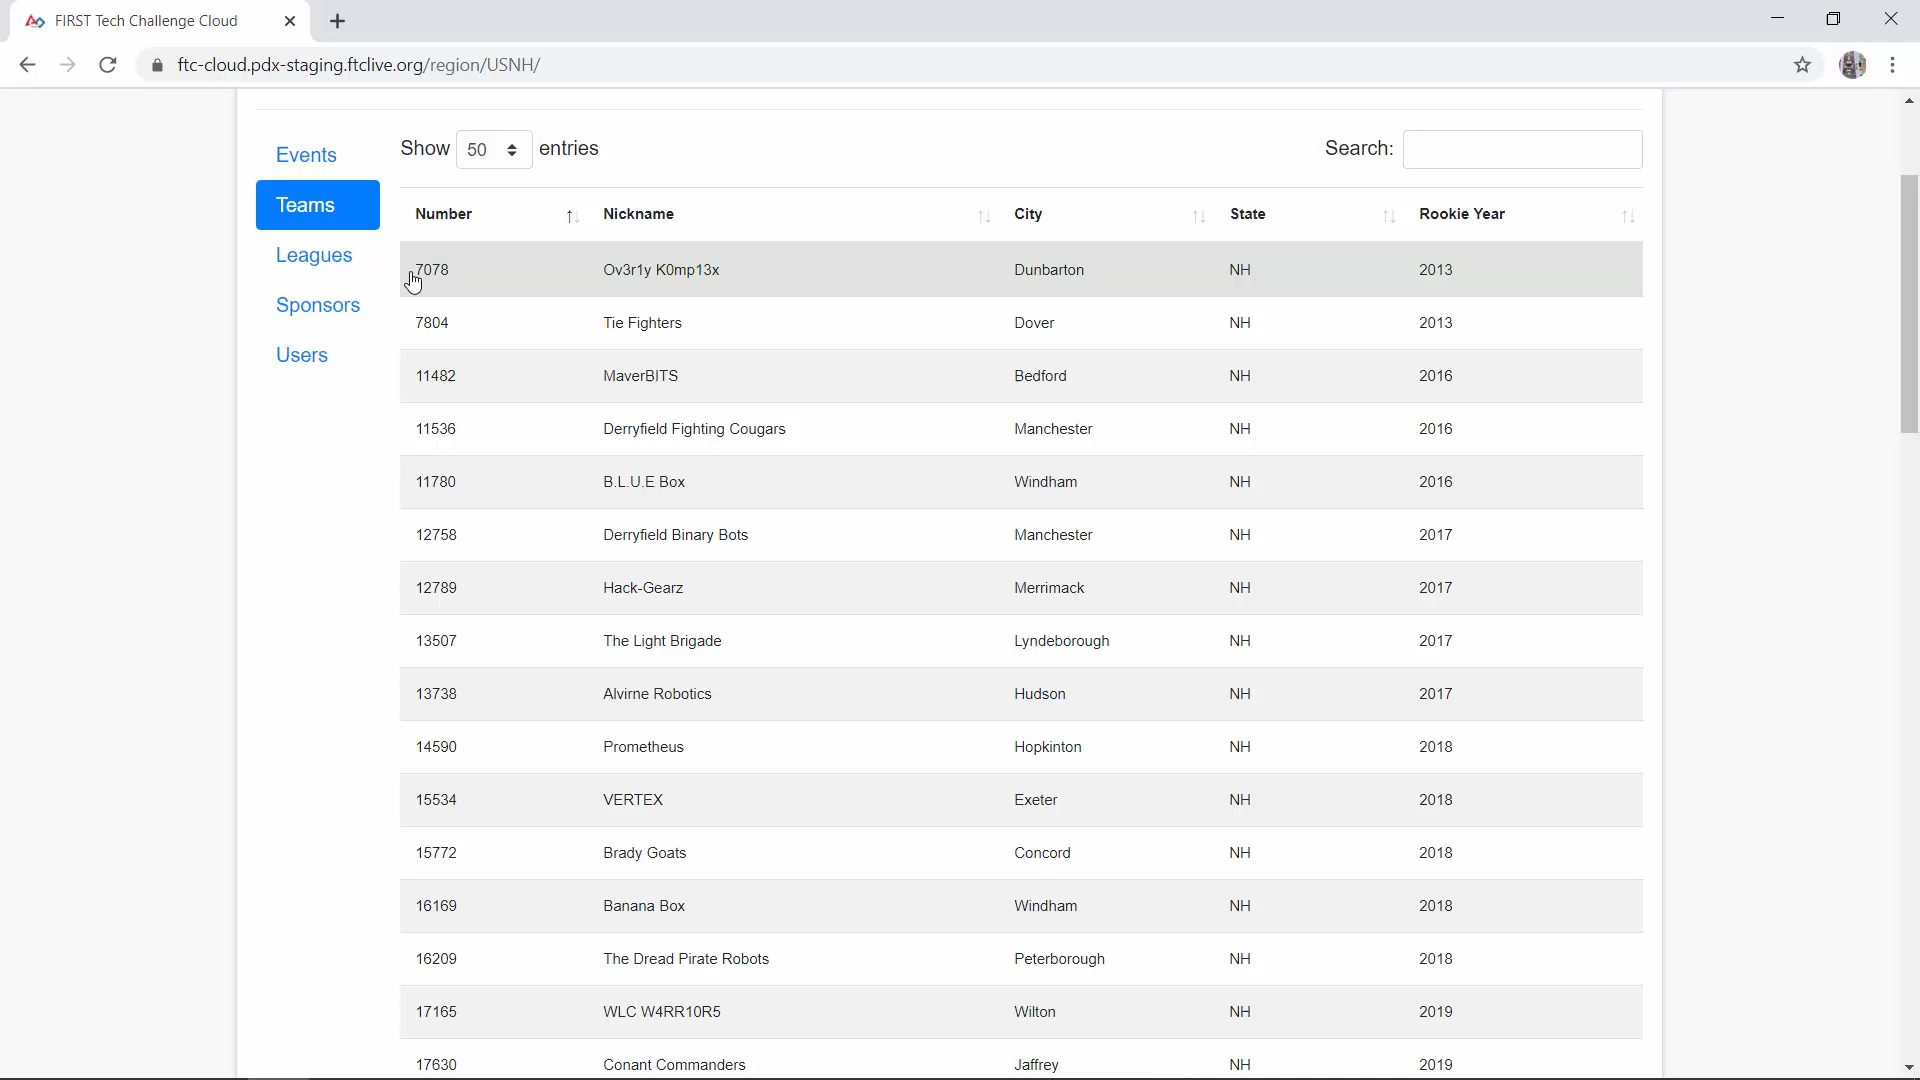 FIRST Tech Challenge Cloud
ftc-cloud.pdx-staging.ftclive.org/region/USNH/
Events
Teams
Leagues
Sponsors
Users
Show 50 entries
Search:
Number Nickname City State Rookie Year
7078 Ov3r1y K0mp13x Dunbarton NH 2013
7804 Tie Fighters Dover NH 2013
11482 MaverBITS Bedford NH 2016
11536 Derryfield Fighting Cougars Manchester NH 2016
11780 B.L.U.E Box Windham NH 2016
12758 Derryfield Binary Bots Manchester NH 2017
12789 Hack-Gearz Merrimack NH 2017
13507 The Light Brigade Lyndeborough NH 2017
13738 Alvirne Robotics Hudson NH 2017
14590 Prometheus Hopkinton NH 2018
15534 VERTEX Exeter NH 2018
15772 Brady Goats Concord NH 2018
16169 Banana Box Windham NH 2018
16209 The Dread Pirate Robots Peterborough NH 2018
17165 WLC W4RR10R5 Wilton NH 2019
17630 Conant Commanders Jaffrey NH 2019